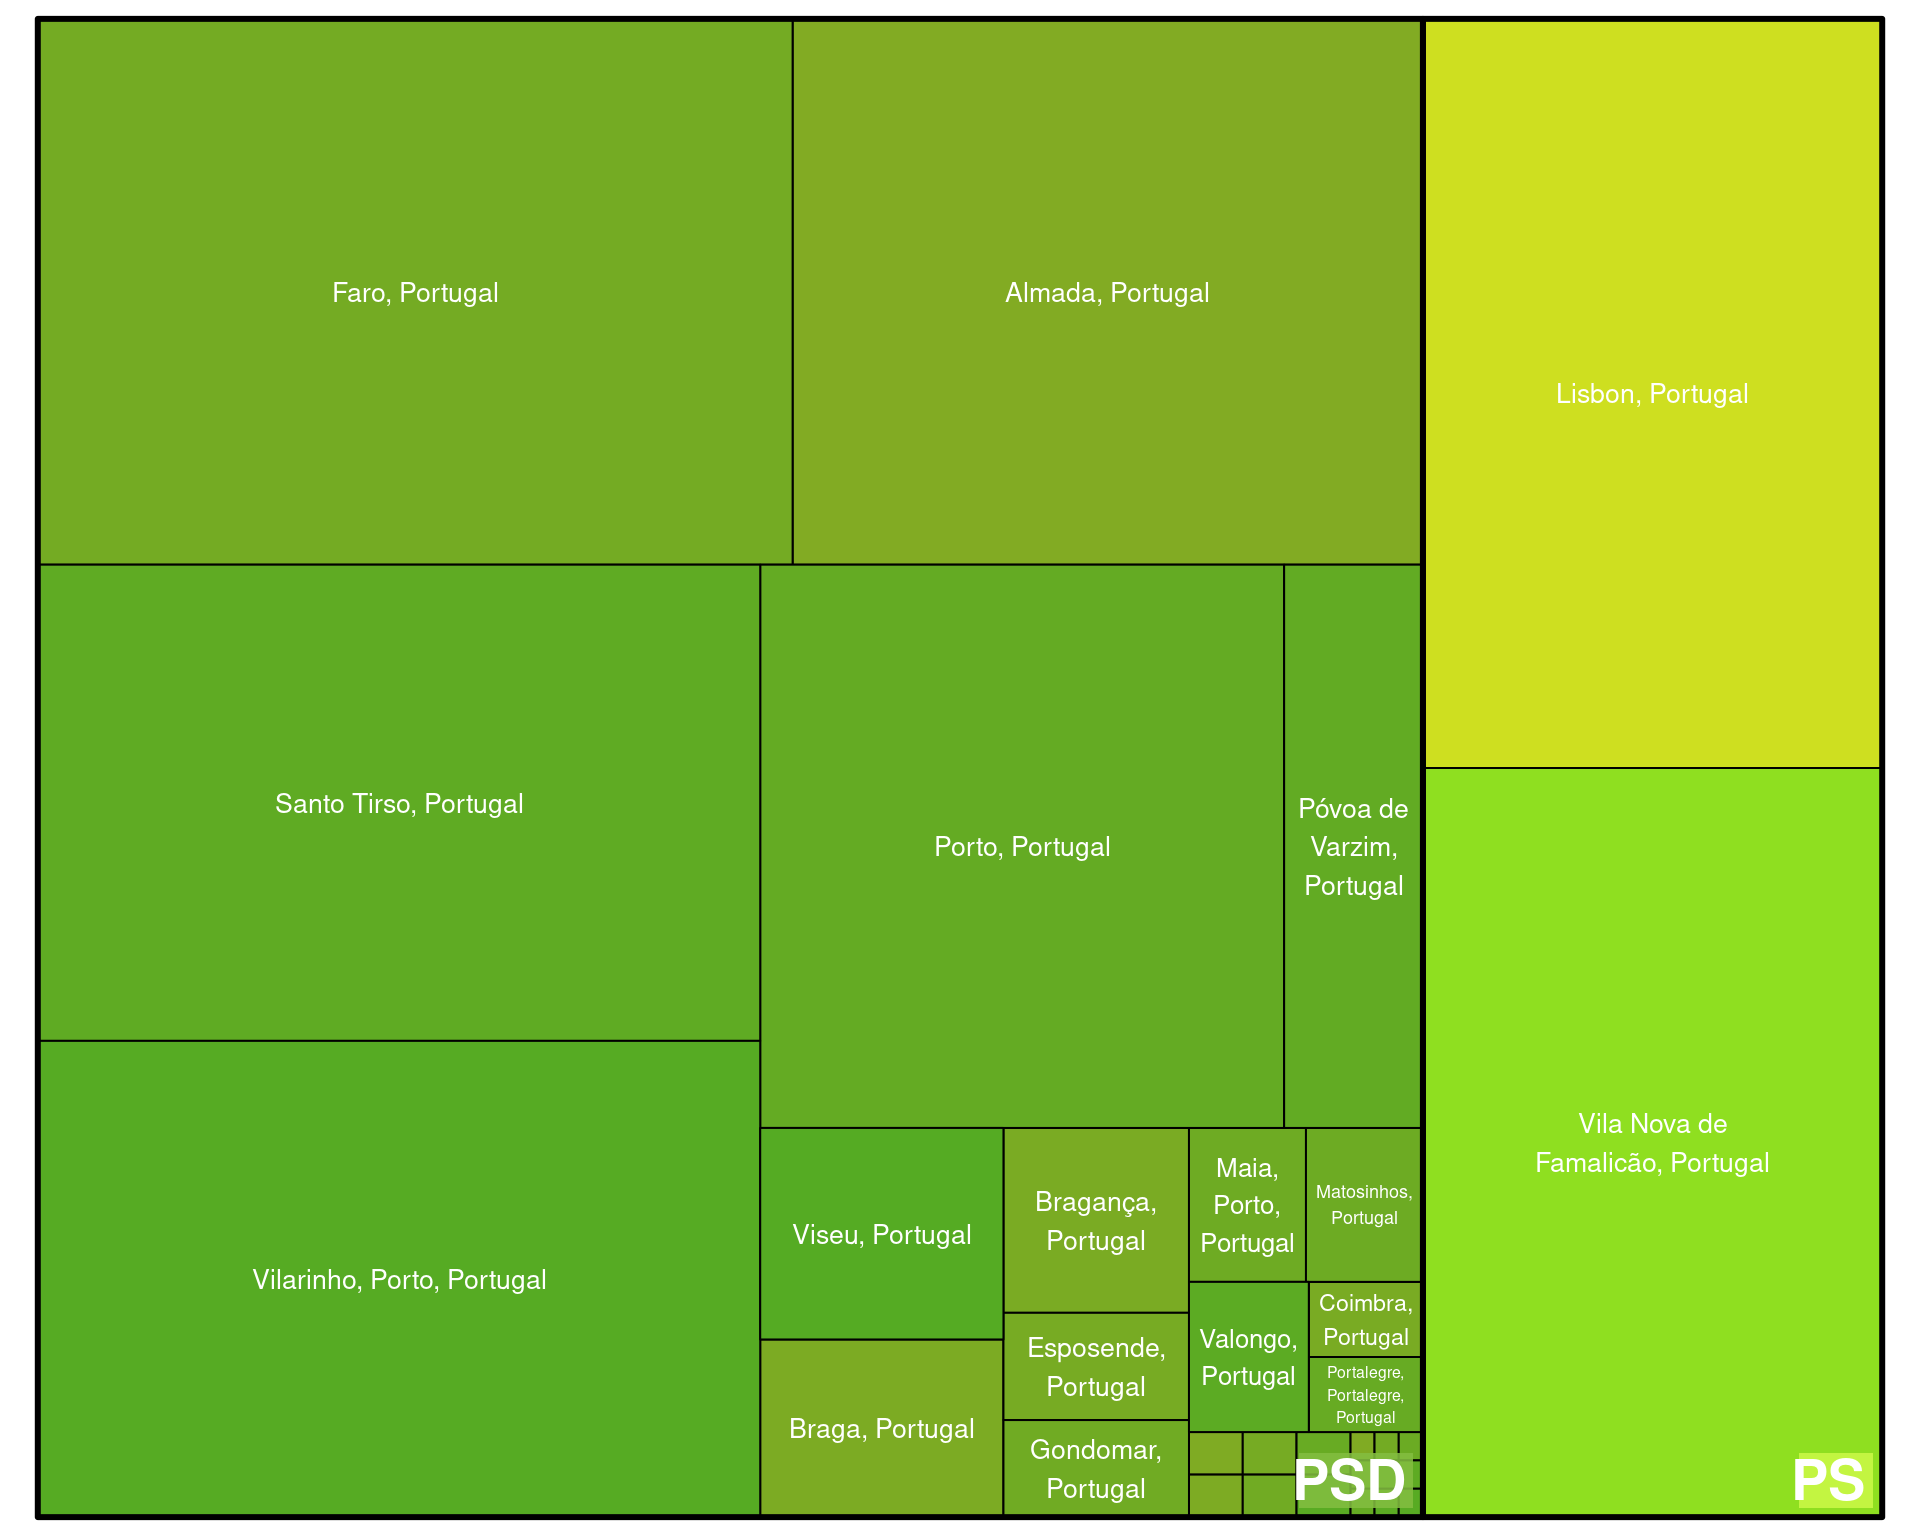 Faro, Portugal
Almada, Portugal
Lisbon, Portugal
Santo Tirso, Portugal
Porto, Portugal
Póvoa de
Varzim,
Portugal
Vilarinho, Porto, Portugal
Viseu, Portugal
Braga, Portugal
Bragança,
Portugal
Esposende,
Portugal
Gondomar,
Portugal
Maia,
Porto,
Portugal
Matosinhos,
Portugal
Valongo,
Portugal
Coimbra,
Portugal
Portalegre,
Portalegre,
Portugal
PSD
Vila Nova de
Famalicão, Portugal
PS